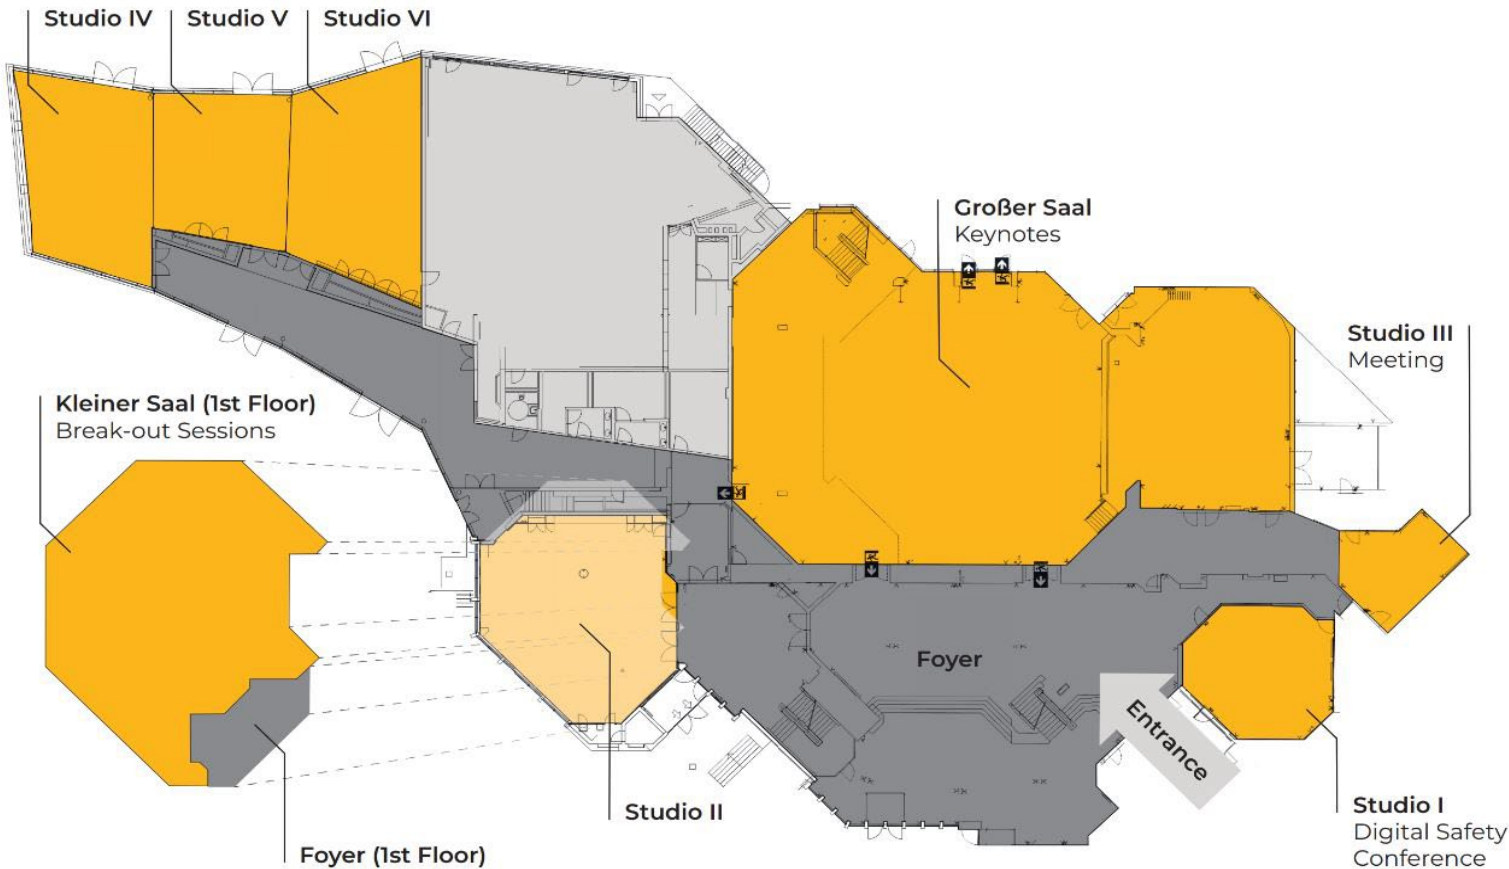 Studio IV
Studio V
Studio VI
Großer Saal
Keynotes
Studio III
Meeting
Kleiner Saal (1st Floor)
Break-out Sessions
Foyer
Entrance
Studio II
Studio I
Digital Safety
Conference
Foyer (1st Floor)